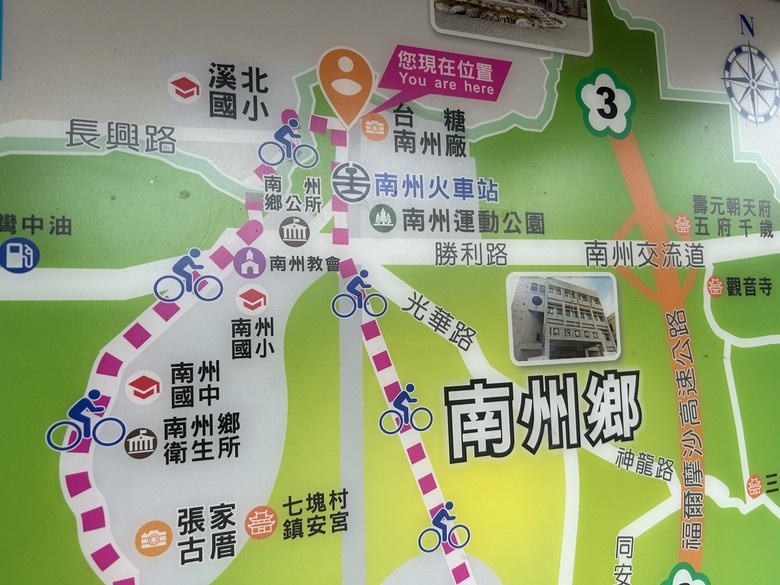 N
您現在位置
You are here
溪北
國小
3
台糖
南州廠
長興路
南州
鄉公所
南州火車站
南州運動公園
灣中油
壽元朝天府
五府千歲
勝利路
南州交流道
南州教會
觀音寺
光華路
南州
國小
福爾摩沙高速公路
南州
國中
南州鄉
南州鄉
衛生所
神龍路
三
張家
古厝
七塊村
鎮安宮
同安